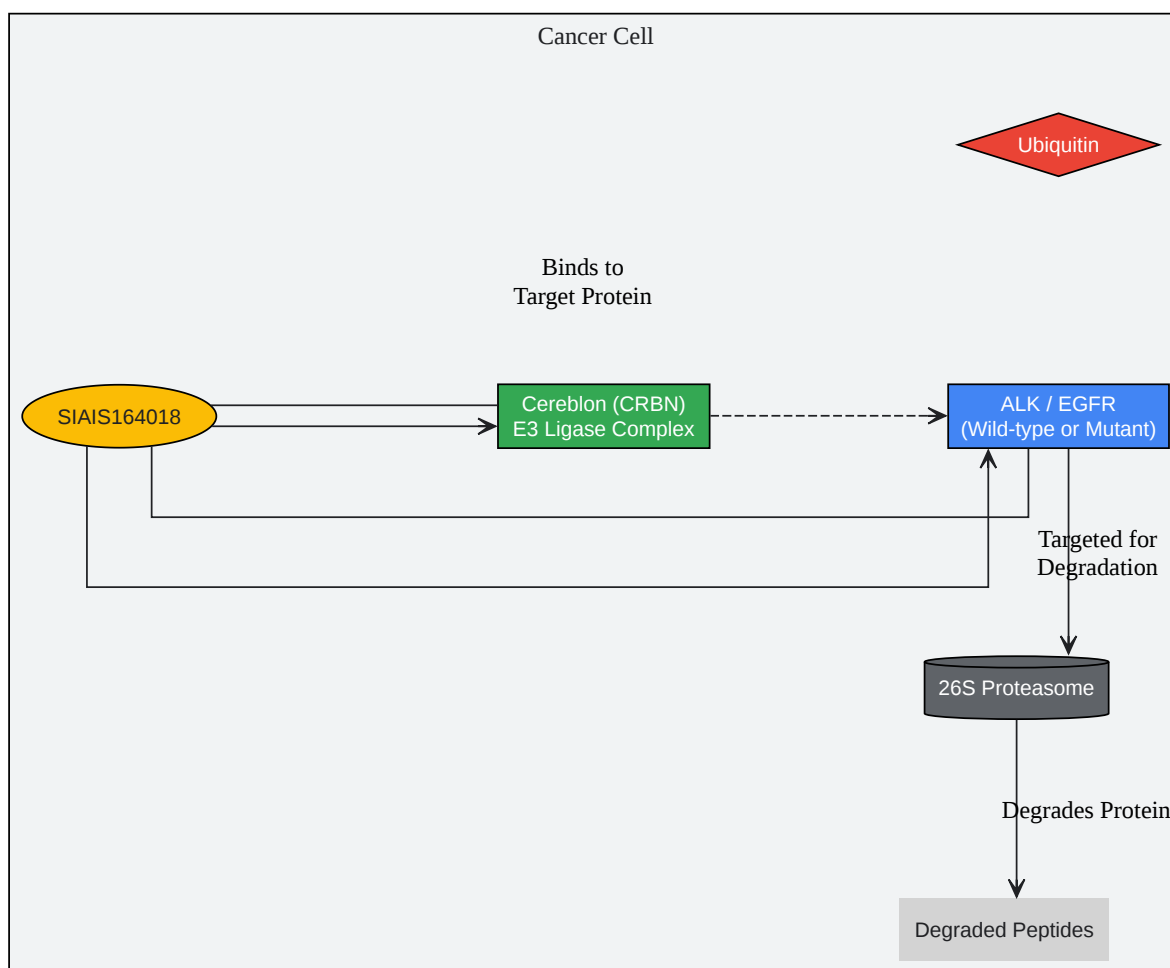 Cancer Cell
Ubiquitin
Binds to
Target Protein
SIAIS164018
Cereblon (CRBN)
E3 Ligase Complex
ALK / EGFR
(Wild-type or Mutant)
Targeted for
Degradation
26S Proteasome
Degrades Protein
Degraded Peptides